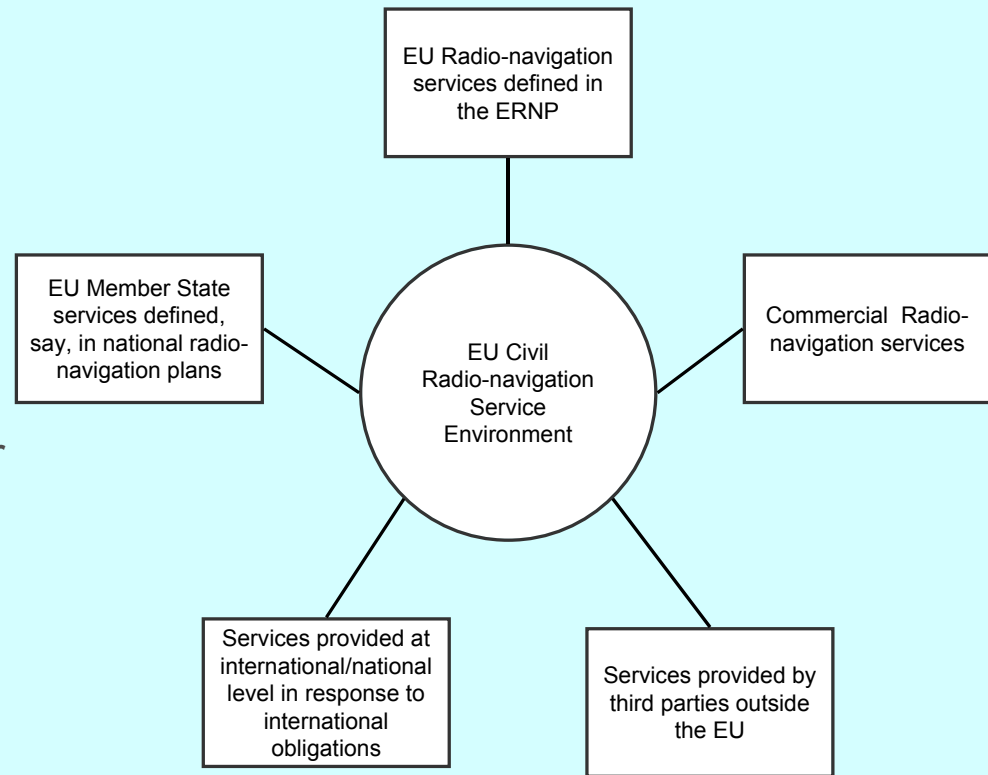 EU Radio-navigation
services defined in
the ERNP
EU Member State
services defined,
say, in national radio-
navigation plans
EU Civil
Radio-navigation
Service
Environment
Commercial  Radio-
navigation services
Services provided at
international/national
level in response to
international
obligations
Services provided by
third parties outside
the EU